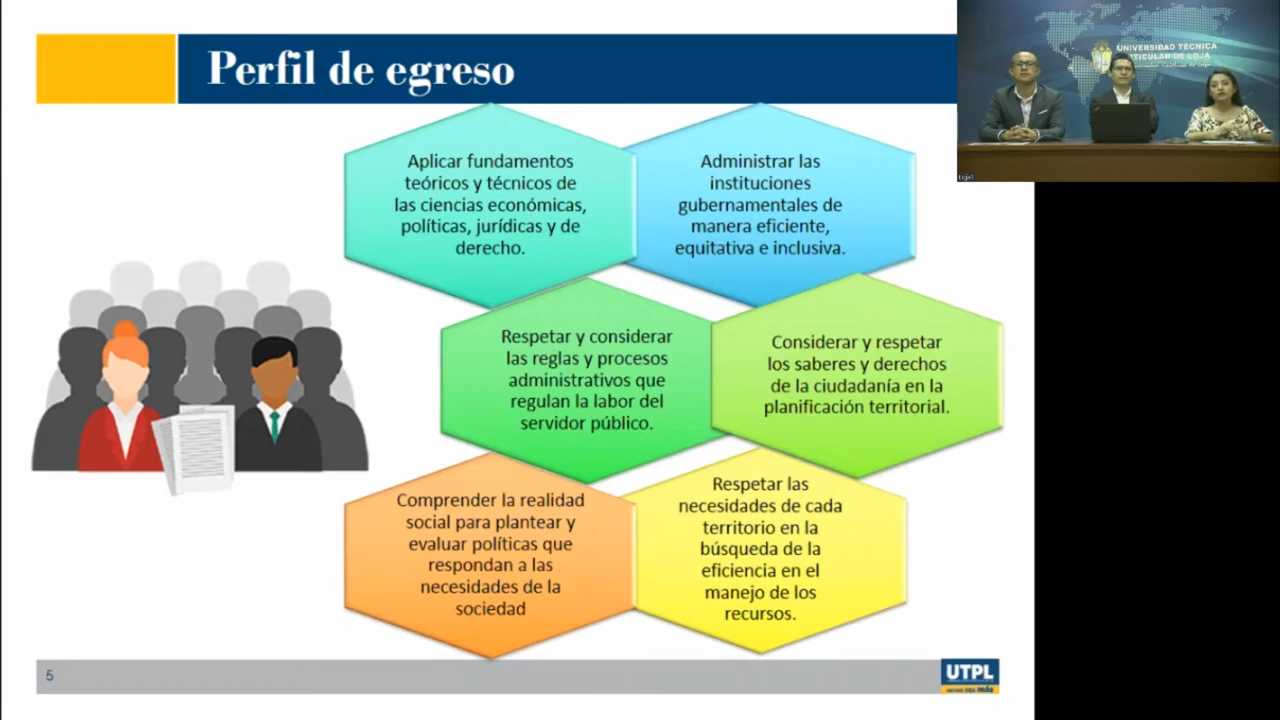 Perfil de egreso
UNIVERSIDAD TÉCNICA
PARTICULAR DE LOJA
Aplicar fundamentos
teóricos y técnicos de
las ciencias económicas,
políticas, jurídicas y de
derecho.
Administrar las
instituciones
gubernamentales de
manera eficiente,
equitativa e inclusiva.
Respetar y considerar
las reglas y procesos
administrativos que
regulan la labor del
servidor público.
Considerar y respetar
los saberes y derechos
de la ciudadanía en la
planificación territorial.
Comprender la realidad
social para plantear y
evaluar políticas que
respondan a las
necesidades de la
sociedad
Respetar las
necesidades de cada
territorio en la
búsqueda de la
eficiencia en el
manejo de los
recursos.
5
UTPL